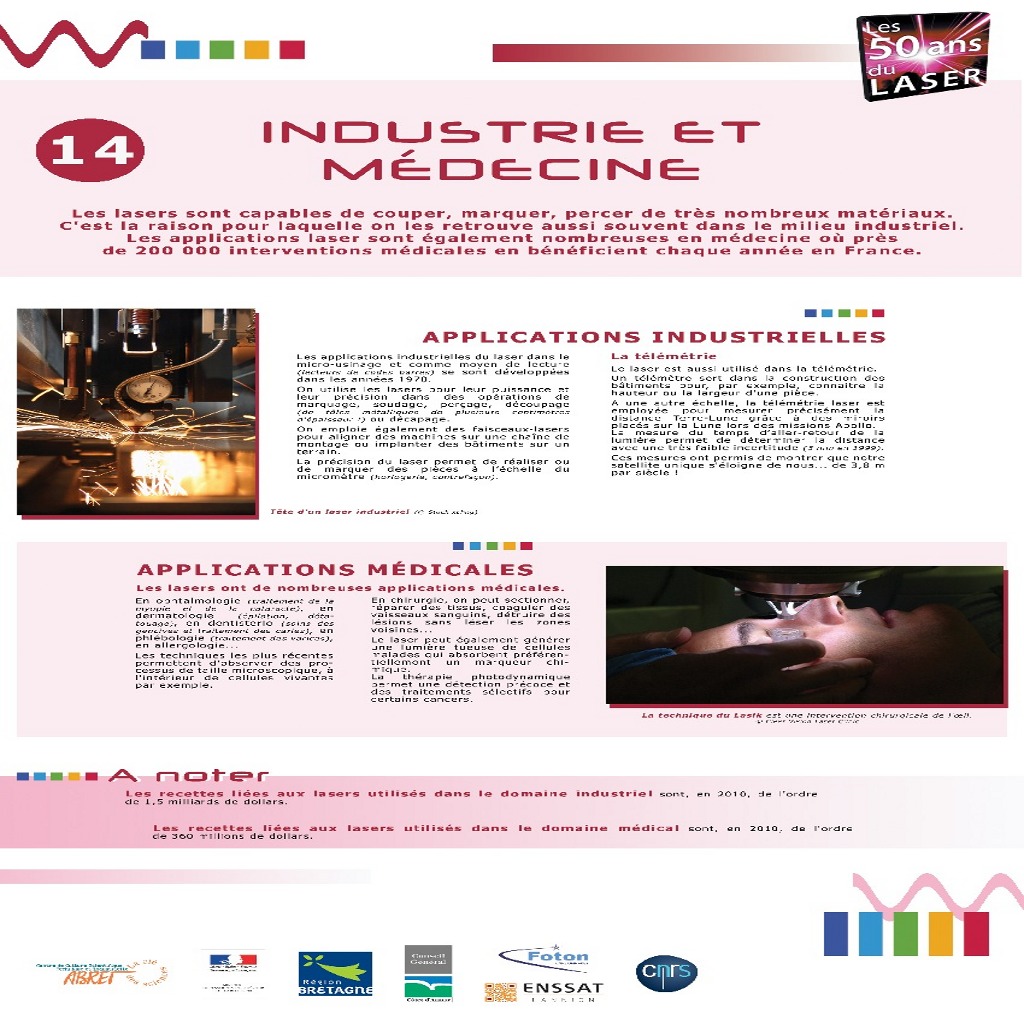 Les
50 ans
du
LASER
14
INDUSTRIE ET
MÉDECINE
Les lasers sont capables de couper, marquer, percer de très nombreux matériaux.
C'est la raison pour laquelle on les retrouve aussi souvent dans le milieu industriel.
Les applications laser sont également nombreuses en médecine où près
de 200 000 interventions médicales en bénéficient chaque année en France.
APPLICATIONS INDUSTRIELLES
Les applications industrielles du laser dans le
micro-usinage et comme moyen de lecture
(lecteurs de codes barres) se sont développées
dans les années 1970.
On utilise les lasers pour leur puissance et
leur précision dans des opérations de
marquage, soudage, perçage, découpage
(de tôles métalliques de plusieurs centimètres
d'épaisseur !) ou décapage.
On emploie également des faisceaux-lasers
pour aligner des machines sur une chaîne de
montage ou implanter des bâtiments sur un
terrain.
La précision du laser permet de réaliser ou
de marquer des pièces à l'échelle du
micromètre (horlogerie, contrefaçon).
La télémétrie
Le laser est aussi utilisé dans la télémétrie.
Un télémètre sert dans la construction des
bâtiments pour, par exemple, connaître la
hauteur ou la largeur d'une pièce.
A une autre échelle, la télémétrie laser est
employée pour mesurer précisément la
distance Terre-Lune grâce à des miroirs
placés sur la Lune lors des missions Apollo.
La mesure du temps d'aller-retour de la
lumière permet de déterminer la distance
avec une très faible incertitude (3 mm en 1999).
Ces mesures ont permis de montrer que notre
satellite unique s'éloigne de nous... de 3,8 m
par siècle !
Tête d'un laser industriel
APPLICATIONS MÉDICALES
Les lasers ont de nombreuses applications médicales.
En ophtalmologie (traitement de la
myopie et de la cataracte), en
dermatologie (épilation, déta-
touage), en dentisterie (soins des
gencives et traitement des caries), en
phlébologie (traitement des varices),
en allergologie...
Les techniques les plus récentes
permettent d'observer des pro-
cessus de taille microscopique, à
l'intérieur de cellules vivantes
par exemple.
En chirurgie, on peut sectionner,
réparer des tissus, coaguler des
vaisseaux sanguins, détruire des
lésions sans léser les zones
voisines...
Le laser peut également générer
une lumière tueuse de cellules
malades qui absorbent préféren-
tiellement un marqueur chi-
mique.
La thérapie photodynamique
permet une détection précoce et
des traitements sélectifs pour
certains cancers.
La technique du Lasik est une intervention chirurgicale de l'œil.
A noter
Les recettes liées aux lasers utilisés dans le domaine industriel sont, en 2010, de l'ordre
de 1,5 milliards de dollars.
Les recettes liées aux lasers utilisés dans le domaine médical sont, en 2010, de l'ordre
de 360 millions de dollars.
ABRET
Région
BRETAGNE
Conseil
Général
Côtes d'Armor
Foton
ENSSAT
LANNION
cnrs